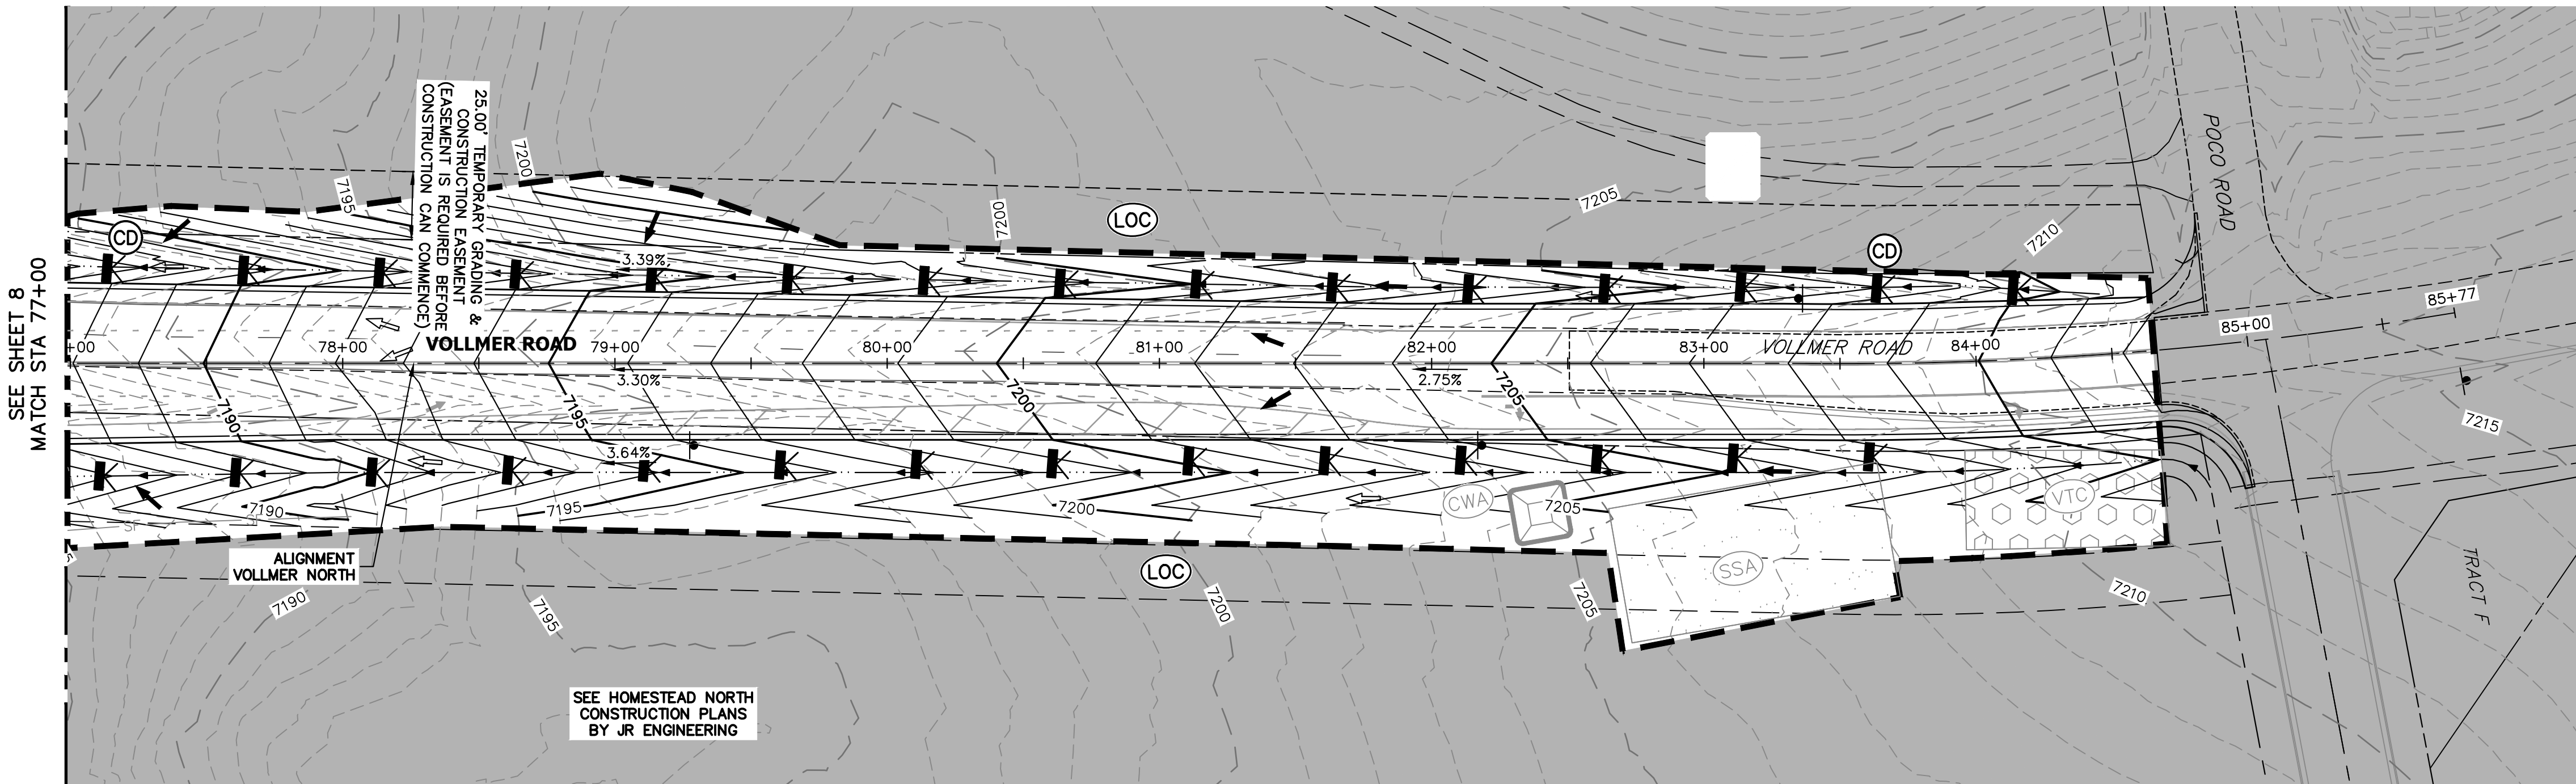 SEE SHEET 8
MATCH STA 77+00
25.00' TEMPORARY GRADING &
CONSTRUCTION EASEMENT
(EASEMENT IS REQUIRED BEFORE
CONSTRUCTION CAN COMMENCE)
7195
7200
7200
LOC
7205
7210
POCO ROAD
CD
CD
3.39%
+00
78+00
VOLLMER ROAD
79+00
80+00
81+00
82+00
83+00
VOLLMER ROAD
84+00
85+00
85+77
3.30%
2.75%
7190
7195
7200
7205
7215
3.64%
7190
7195
7200
CWA
7205
VTC
SF
ALIGNMENT
VOLLMER NORTH
LOC
SSA
7190
7195
7200
7205
7210
TRACT F
SEE HOMESTEAD NORTH
CONSTRUCTION PLANS
BY JR ENGINEERING